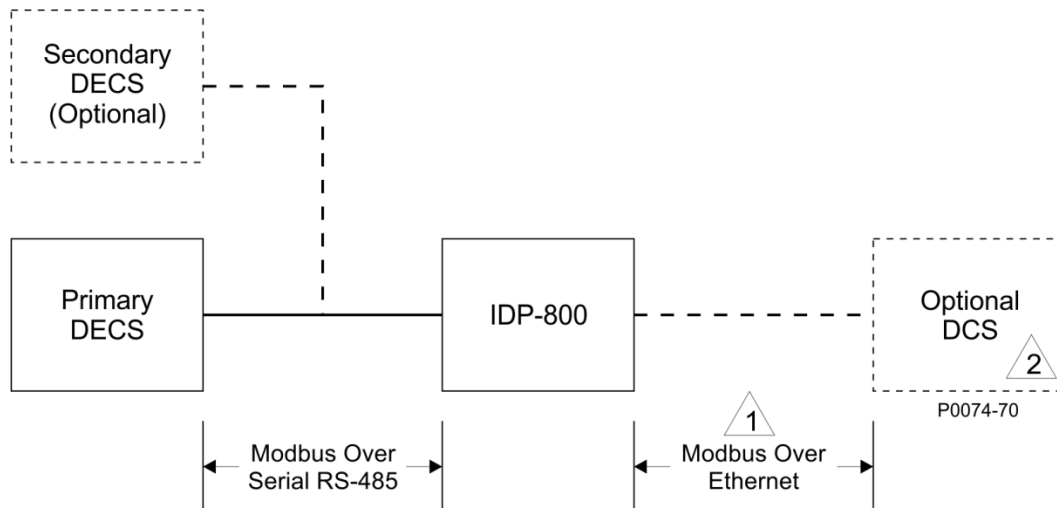 Secondary
DECS
(Optional)
Primary
DECS
IDP-800
Optional
DCS
2
P0074-70
1
Modbus Over
Serial RS-485
Modbus Over
Ethernet